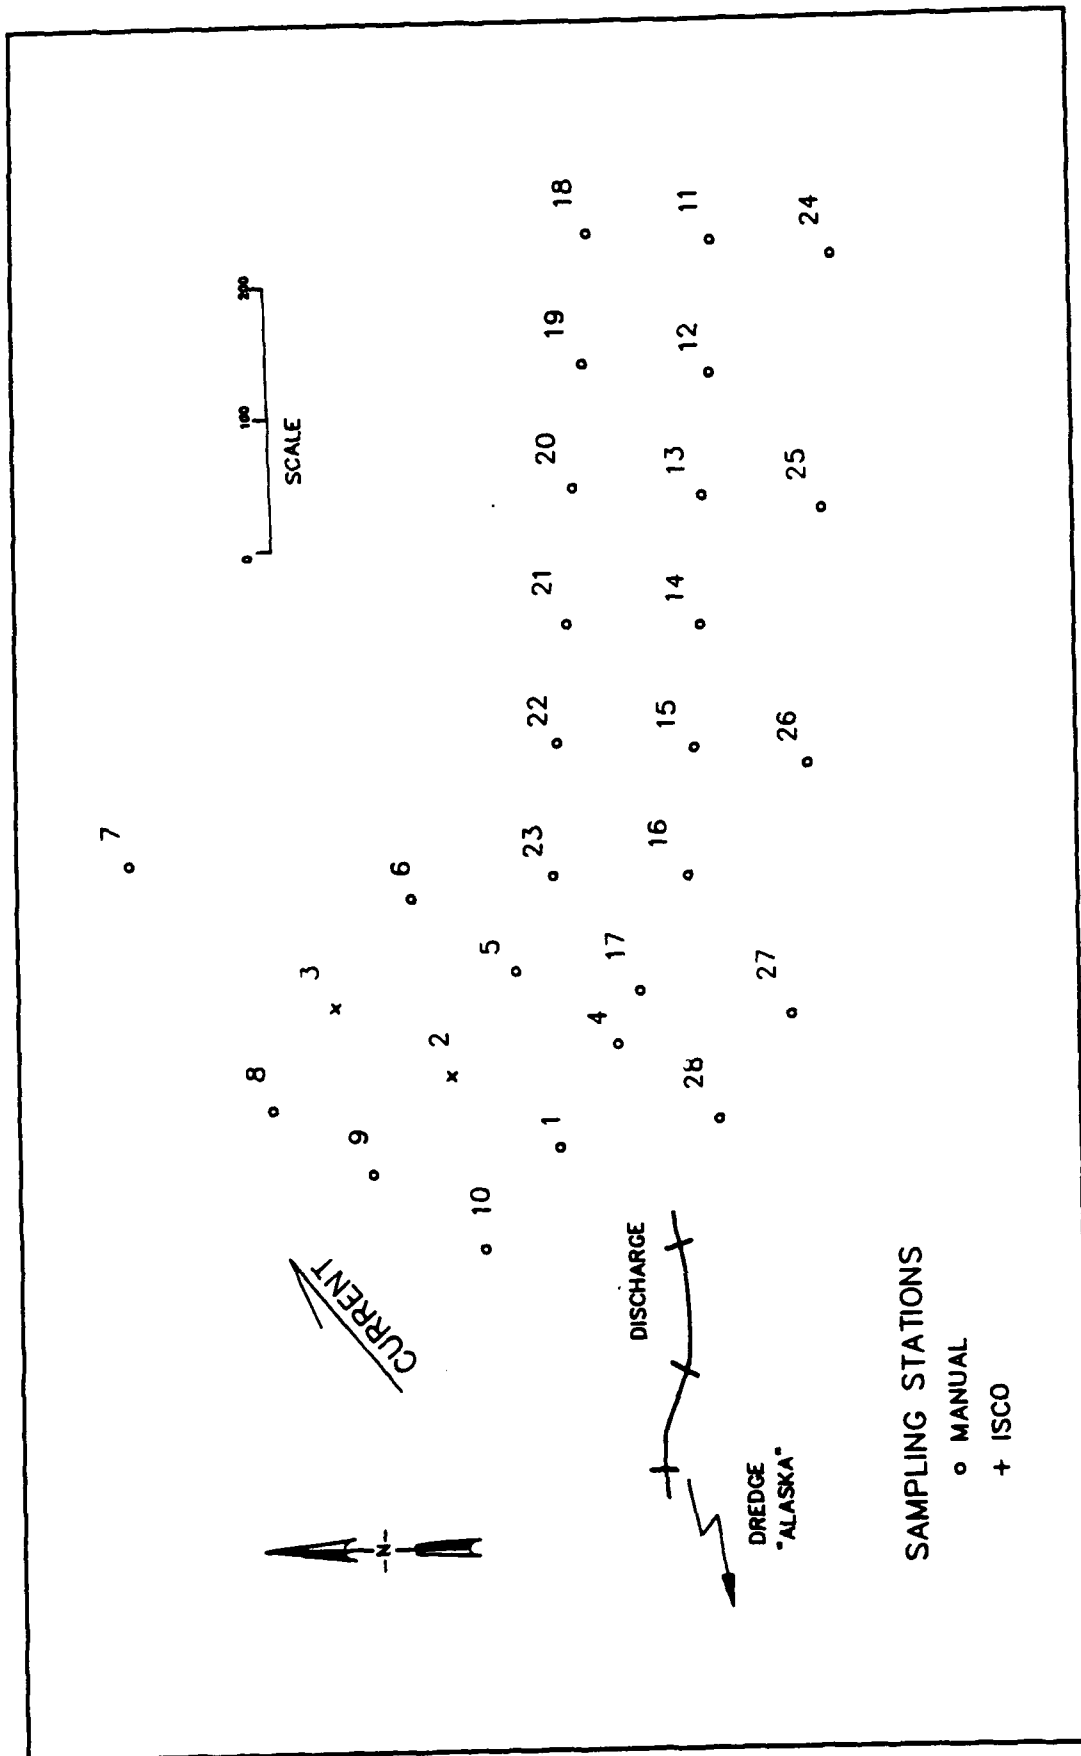 7
8
3
6
9
2
5
10
1
4
17
23
22
21
20
19
18
16
15
14
13
12
11
28
27
26
25
24
0 100 200
SCALE
CURRENT
-N-
DISCHARGE
DREDGE
"ALASKA"
SAMPLING STATIONS
o MANUAL
+ ISCO